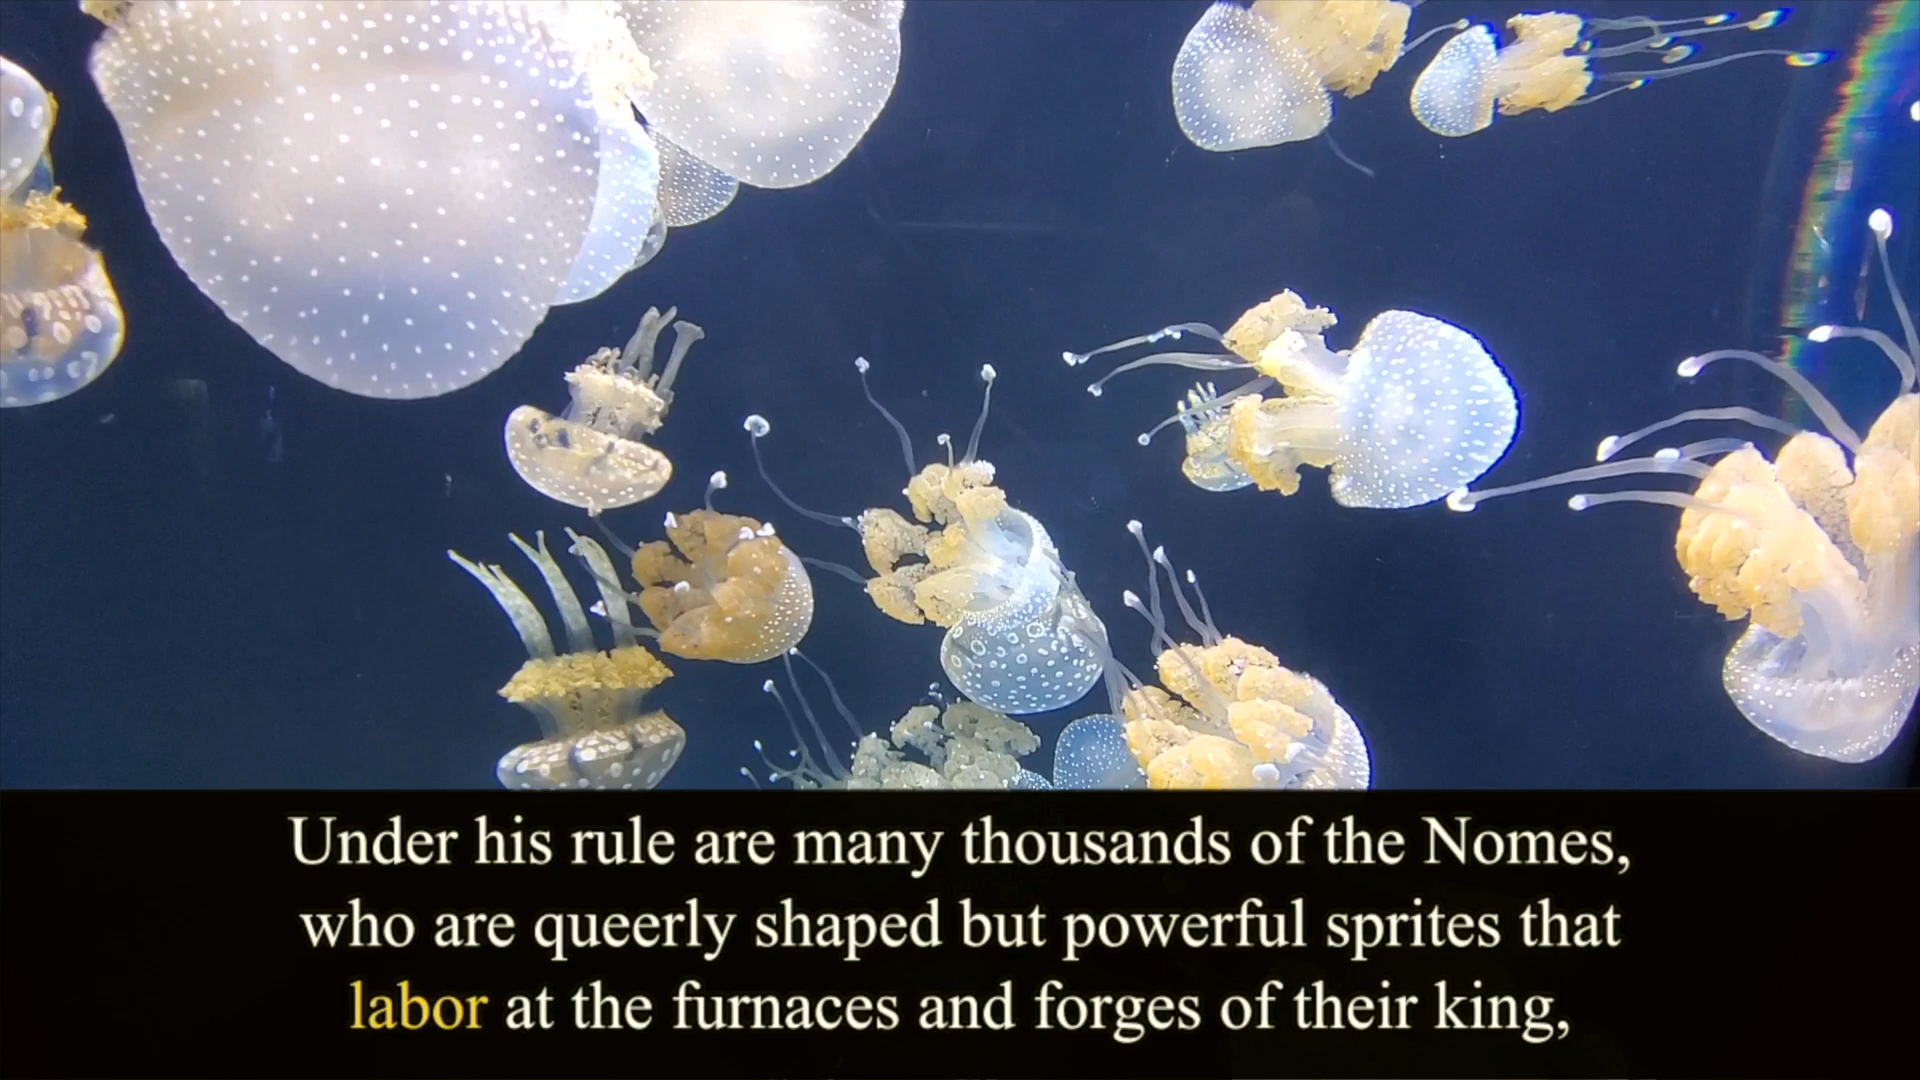 Under his rule are many thousands of the Nomes,
who are queerly shaped but powerful sprites that
labor at the furnaces and forges of their king,